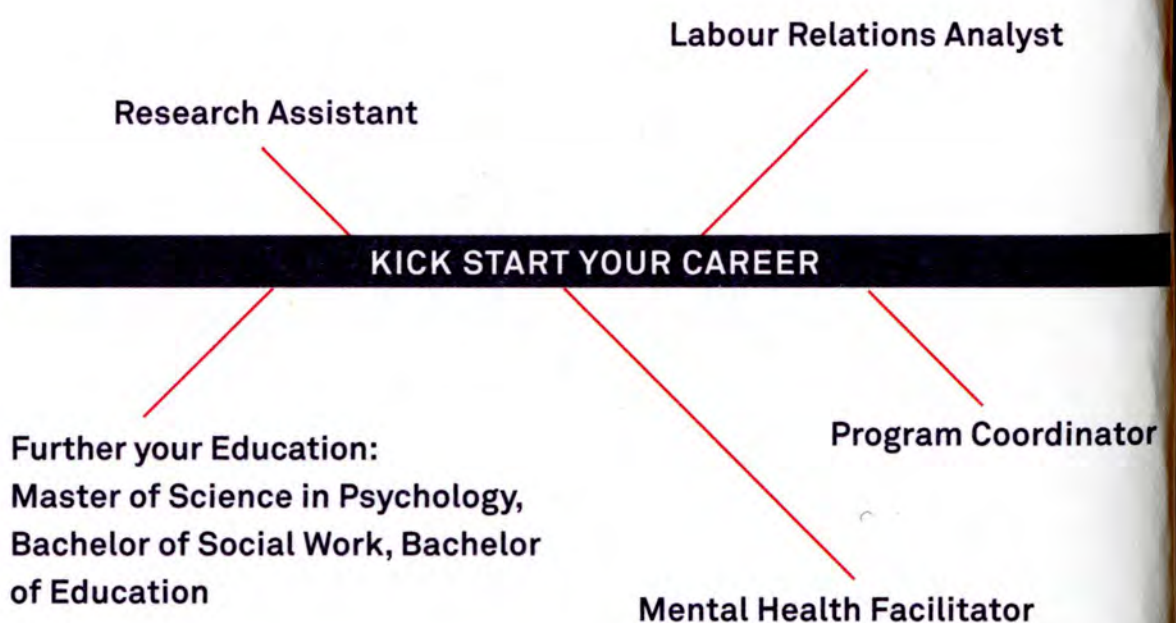 Labour Relations Analyst
Research Assistant
KICK START YOUR CAREER
Further your Education:
Master of Science in Psychology,
Bachelor of Social Work, Bachelor
of Education
Program Coordinator
Mental Health Facilitator